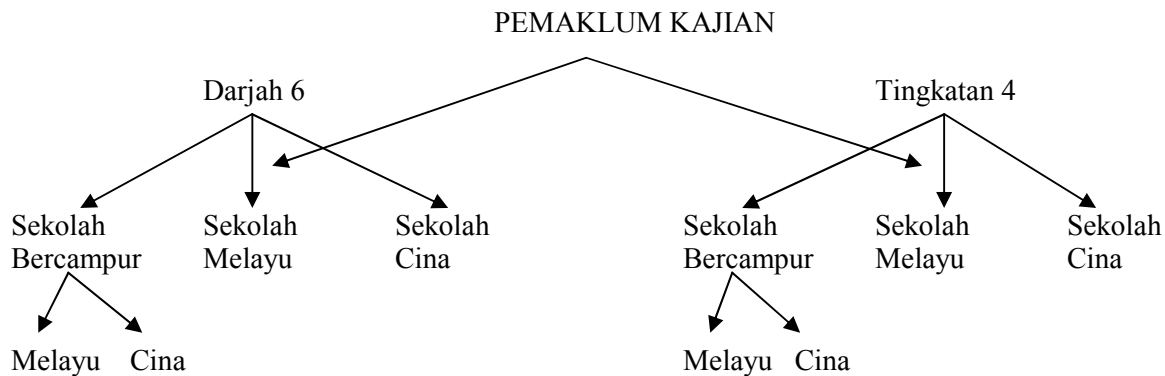 PEMAKLUM KAJIAN
Darjah 6 Tingkatan 4
Sekolah Bercampur Sekolah Melayu Sekolah Cina Sekolah Bercampur Sekolah Melayu Sekolah Cina
Melayu Cina Melayu Cina